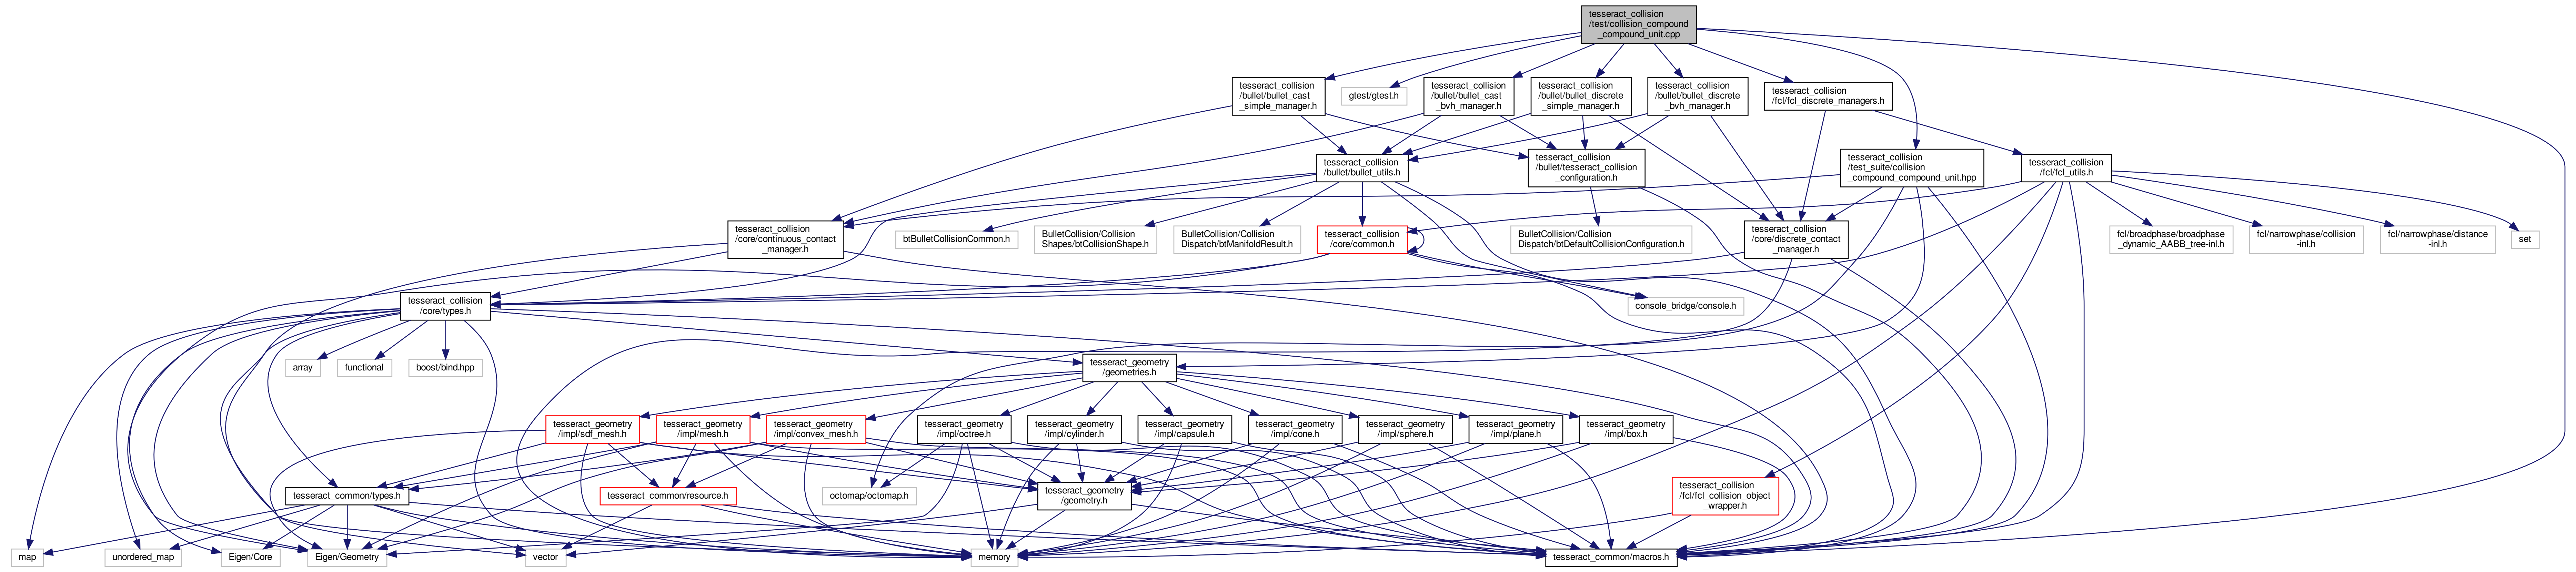 tesseract_collision
/test/collision_compound
_compound_unit.cpp
tesseract_collision
/bullet/bullet_cast
_simple_manager.h
gtest/gtest.h
tesseract_collision
/bullet/bullet_cast
_bvh_manager.h
tesseract_collision
/bullet/bullet_discrete
_simple_manager.h
tesseract_collision
/bullet/bullet_discrete
_bvh_manager.h
tesseract_collision
/fcl/fcl_discrete_managers.h
tesseract_collision
/bullet/bullet_utils.h
tesseract_collision
/bullet/tesseract_collision
_configuration.h
tesseract_collision
/test_suite/collision
_compound_compound_unit.hpp
tesseract_collision
/fcl/fcl_utils.h
tesseract_collision
/core/continuous_contact
_manager.h
btBulletCollisionCommon.h
BulletCollision/Collision
Shapes/btCollisionShape.h
BulletCollision/Collision
Dispatch/btManifoldResult.h
tesseract_collision
/core/common.h
BulletCollision/Collision
Dispatch/btDefaultCollisionConfiguration.h
tesseract_collision
/core/discrete_contact
_manager.h
fcl/broadphase/broadphase
_dynamic_AABB_tree-inl.h
fcl/narrowphase/collision
-inl.h
fcl/narrowphase/distance
-inl.h
set
tesseract_collision
/core/types.h
console_bridge/console.h
array
functional
boost/bind.hpp
tesseract_geometry
/geometries.h
tesseract_geometry
/impl/sdf_mesh.h
tesseract_geometry
/impl/mesh.h
tesseract_geometry
/impl/convex_mesh.h
tesseract_geometry
/impl/octree.h
tesseract_geometry
/impl/cylinder.h
tesseract_geometry
/impl/capsule.h
tesseract_geometry
/impl/cone.h
tesseract_geometry
/impl/sphere.h
tesseract_geometry
/impl/plane.h
tesseract_geometry
/impl/box.h
tesseract_common/types.h
tesseract_common/resource.h
octomap/octomap.h
tesseract_geometry
/geometry.h
tesseract_collision
/fcl/fcl_collision_object
_wrapper.h
map
unordered_map
Eigen/Core
Eigen/Geometry
vector
memory
tesseract_common/macros.h